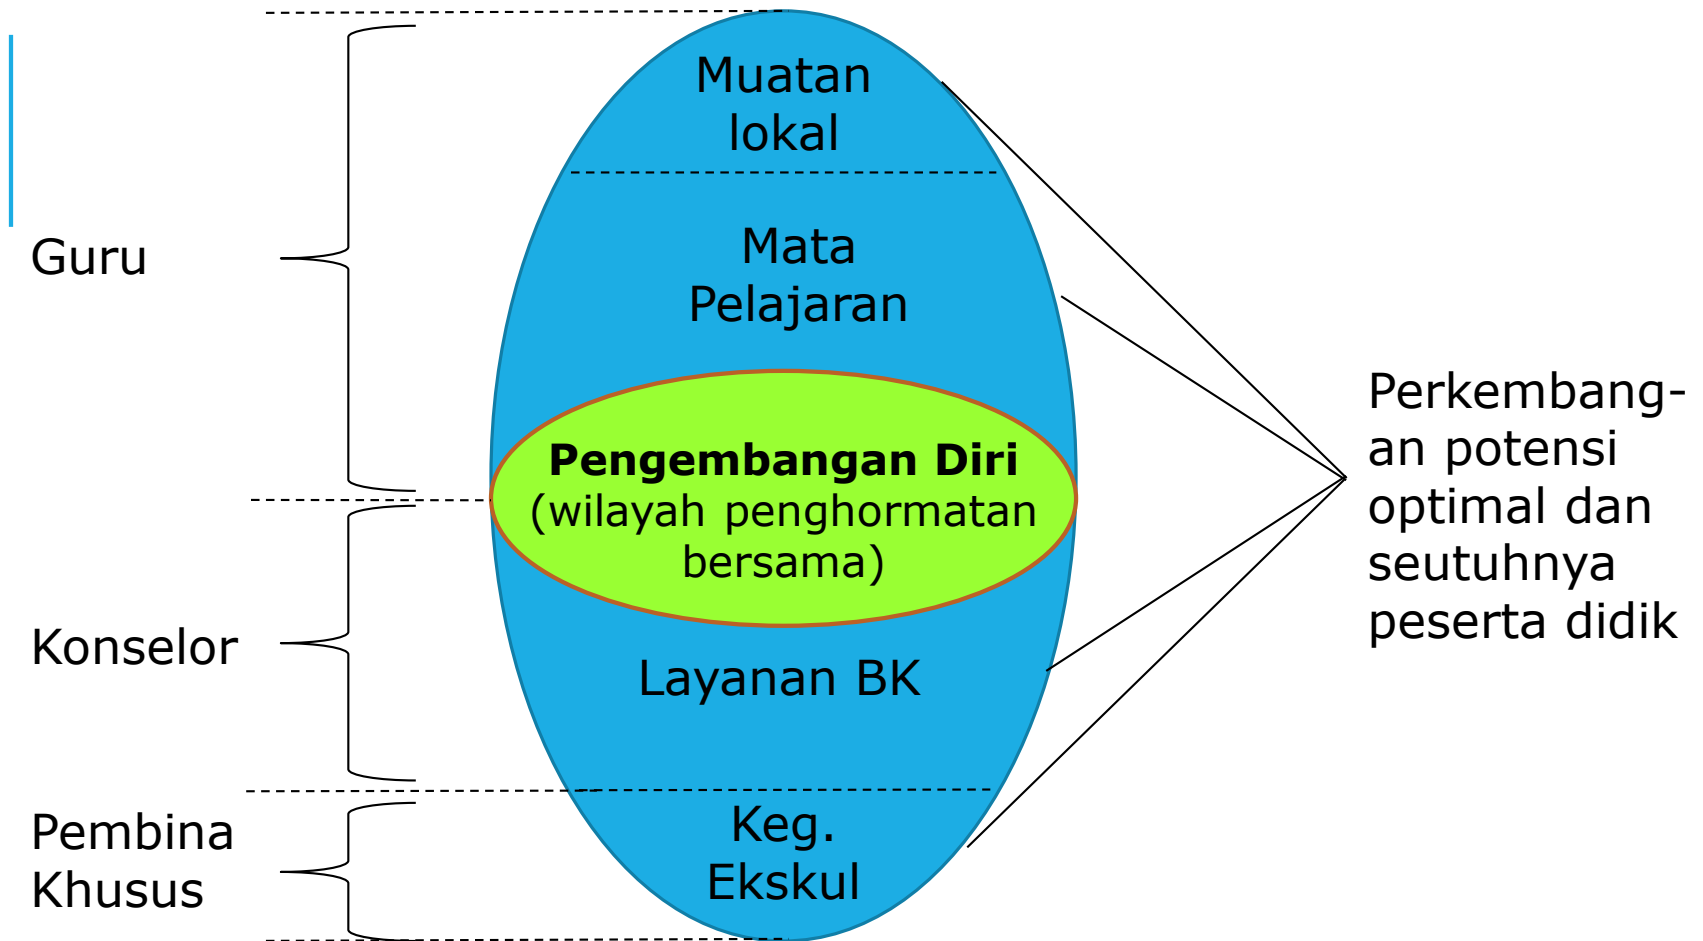 Guru
Konselor
Pembina
Khusus
Muatan
lokal
Mata
Pelajaran
Pengembangan Diri
(wilayah penghormatan
bersama)
Layanan BK
Keg.
Ekskul
Perkembang-
an potensi
optimal dan
seutuhnya
peserta didik